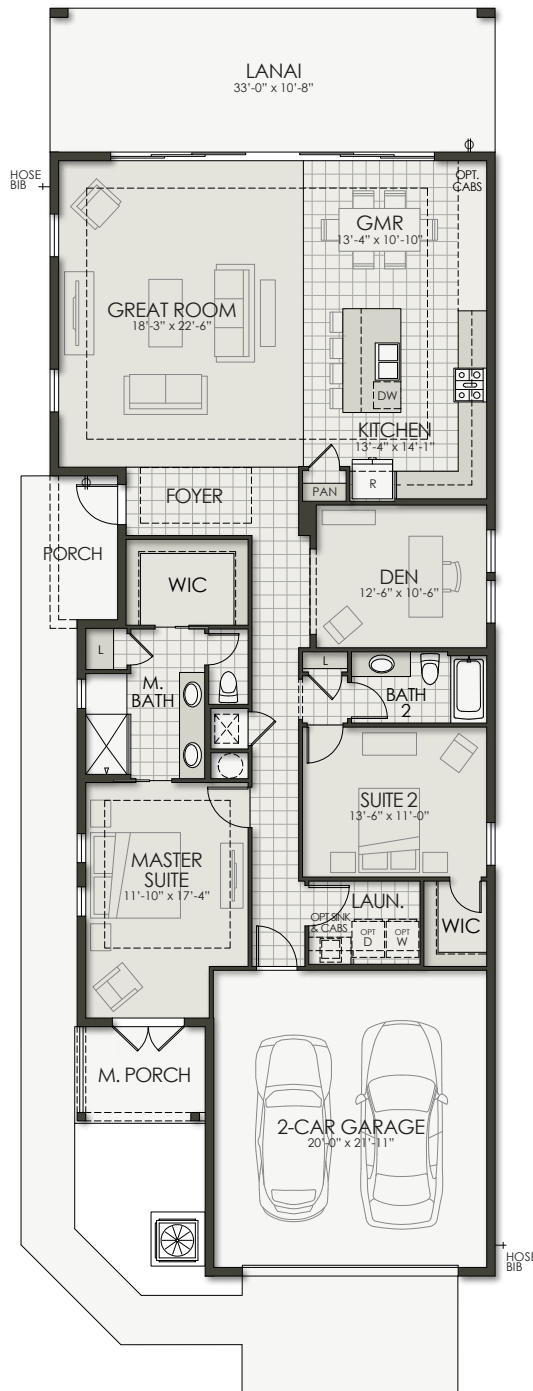 LANAI
33'-0" x 10'-8"
HOSE
BIB
OPT.
CABS
GMR
13'-4" x 10'-10"
GREAT ROOM
18'-3" x 22'-6"
DW
KITCHEN
13'-4" x 14'-1"
R
PAN
FOYER
PORCH
WIC
DEN
12'-6" x 10'-6"
L
M.
BATH
L
BATH
2
SUITE 2
13'-6" x 11'-0"
MASTER
SUITE
11'-10" x 17'-4"
LAUN.
OPT SINK
& CABS
OPT
D
OPT
W
WIC
M. PORCH
2-CAR GARAGE
20'-0" x 21'-11"
HOSE
BIB